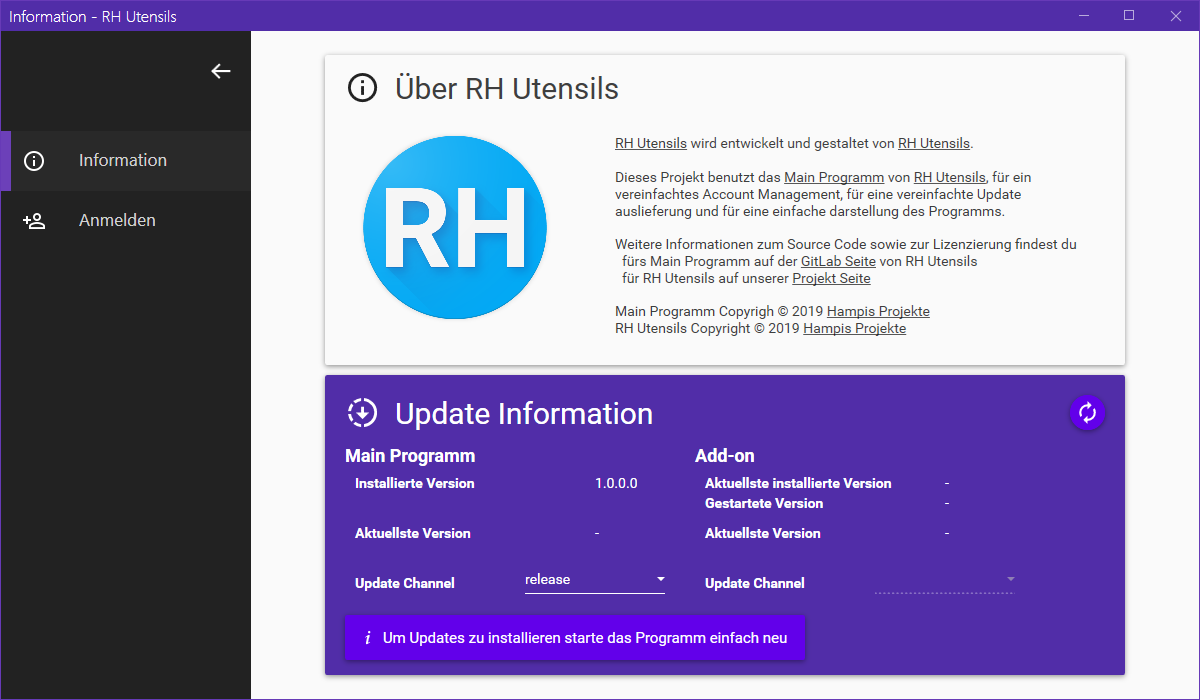 Information - RH Utensils
Information
Anmelden
Über RH Utensils
RH
RH Utensils wird entwickelt und gestaltet von RH Utensils.
Dieses Projekt benutzt das Main Programm von RH Utensils, für ein
vereinfachtes Account Management, für eine vereinfachte Update
auslieferung und für eine einfache darstellung des Programms.
Weitere Informationen zum Source Code sowie zur Lizenzierung findest du
fürs Main Programm auf der GitLab Seite von RH Utensils
für RH Utensils auf unserer Projekt Seite
Main Programm Copyrigh © 2019 Hampis Projekte
RH Utensils Copyright © 2019 Hampis Projekte
Update Information
Main Programm
Installierte Version 1.0.0.0
Aktuellste Version -
Update Channel release
Add-on
Aktuellste installierte Version -
Gestartete Version -
Aktuellste Version -
Update Channel
i Um Updates zu installieren starte das Programm einfach neu